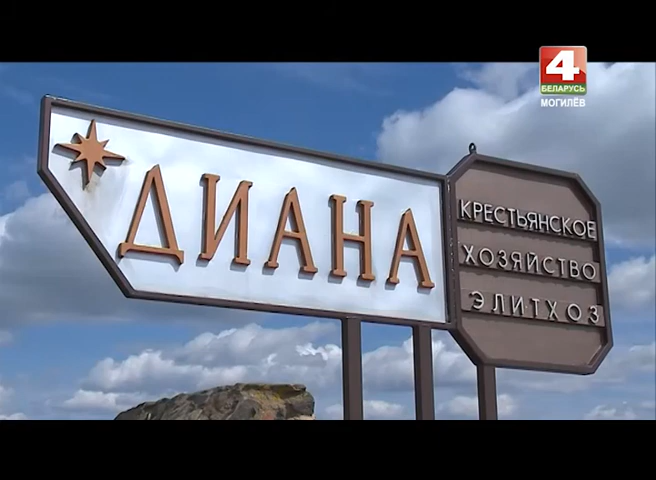 4
БЕЛАРУСЬ
МОГИЛЁВ
ДИАНА
КРЕСТЬЯНСКОЕ
ХОЗЯЙСТВО
ЭЛИТХОЗ